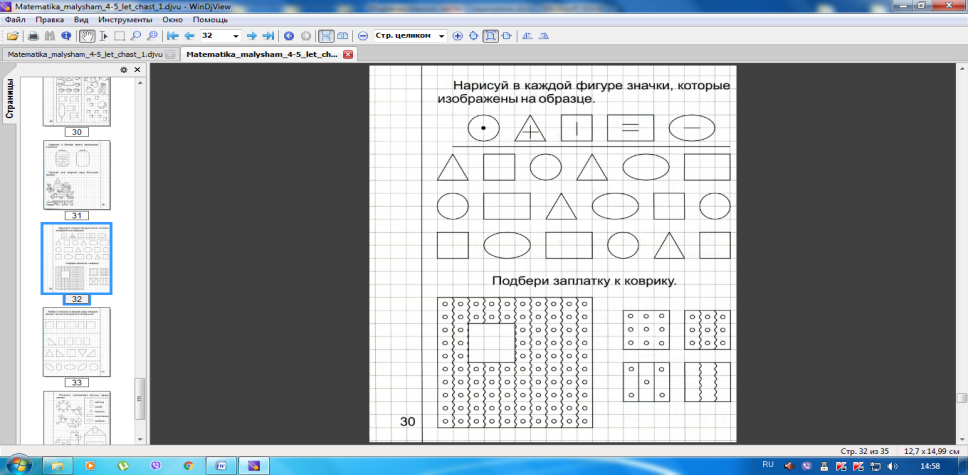 Matematika_malysham_4-5_let_chast_1.djvu - WinDjView
Файл Правка Вид Инструменты Окно Помощь
32 Стр. целиком
Matematika_malysham_4-5_let_chast_1.djvu Matematika_malysham_4-5_let_ch...
Страницы
30
31
32
33
Нарисуй в каждой фигуре значки, которые
изображены на образце.
Подбери заплатку к коврику.
30
Стр. 32 из 35 12,7 x 14,99 см
RU 14:58